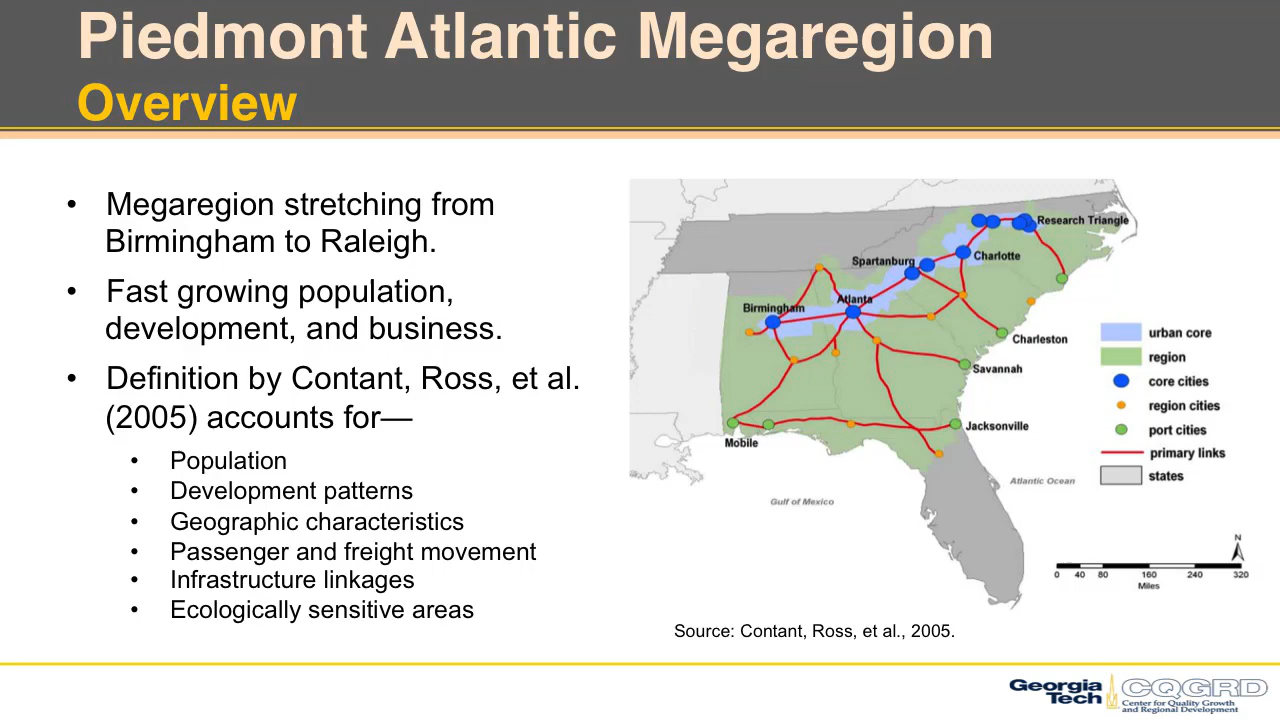 Piedmont Atlantic Megaregion
Overview
• Megaregion stretching from
Birmingham to Raleigh.
• Fast growing population,
development, and business.
• Definition by Contant, Ross, et al.
(2005) accounts for—
• Population
• Development patterns
• Geographic characteristics
• Passenger and freight movement
• Infrastructure linkages
• Ecologically sensitive areas
Research Triangle
Charlotte
Spartanburg
Atlanta
Birmingham
Charleston
Savannah
Jacksonville
Mobile
Gulf of Mexico
Atlantic Ocean
urban core
region
core cities
region cities
port cities
primary links
states
N
0 40 80 160 240 320
Miles
Source: Contant, Ross, et al., 2005.
Georgia
Tech
CQGRD
Center for Quality Growth
and Regional Development